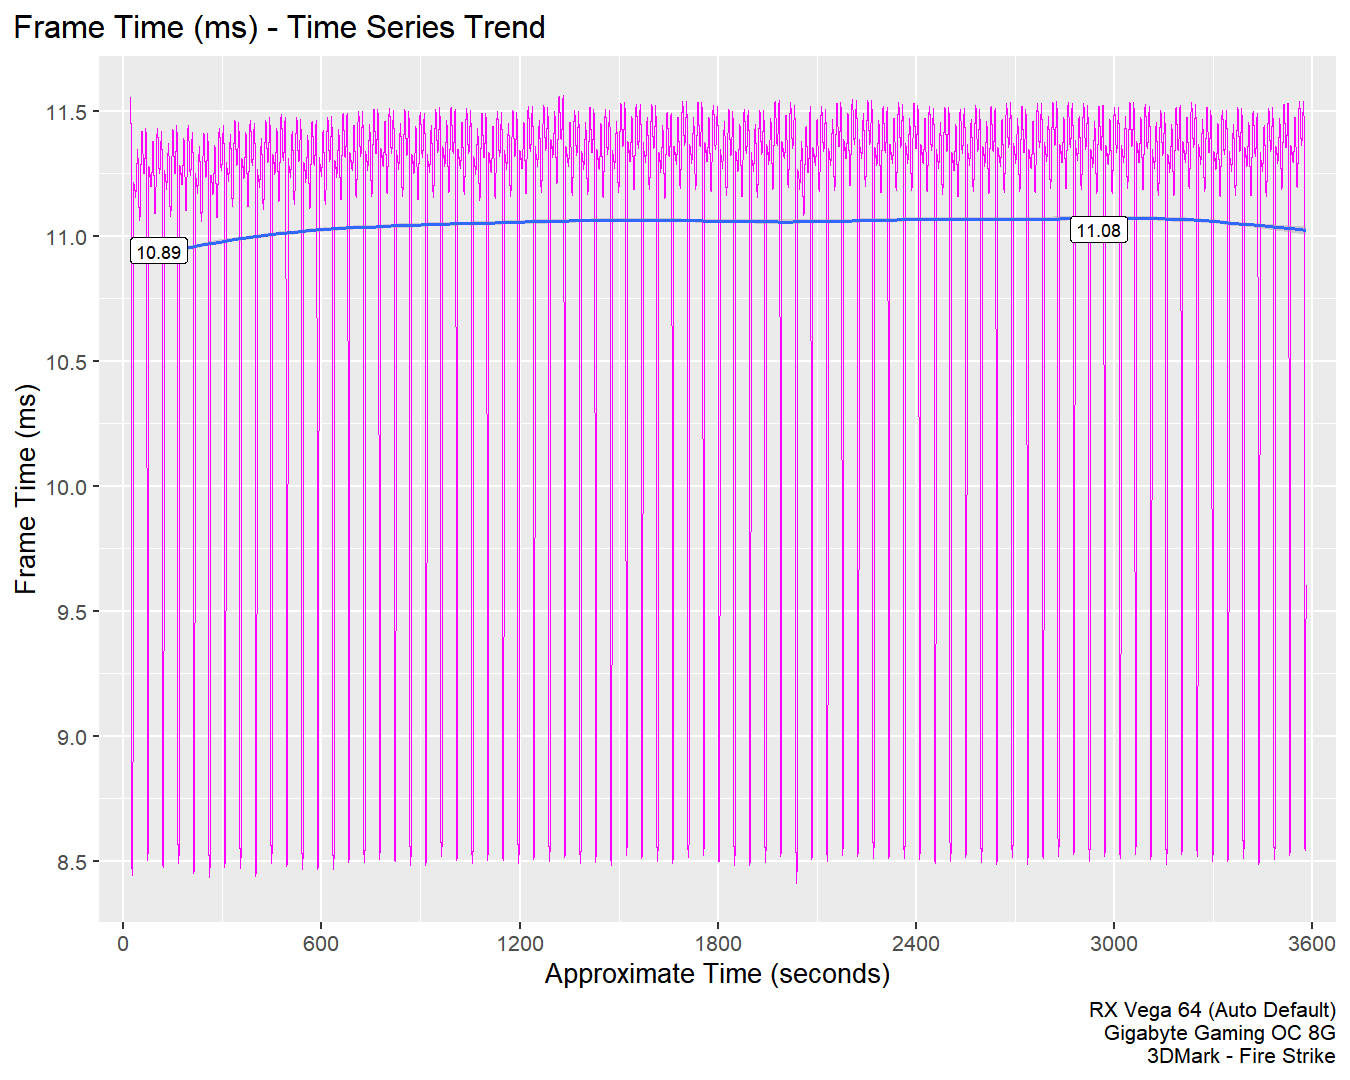 Frame Time (ms) - Time Series Trend
11.5
11.0
10.5
10.0
9.5
9.0
8.5
Frame Time (ms)
10.89
11.08
0 600 1200 1800 2400 3000 3600
Approximate Time (seconds)
RX Vega 64 (Auto Default)
Gigabyte Gaming OC 8G
3DMark - Fire Strike